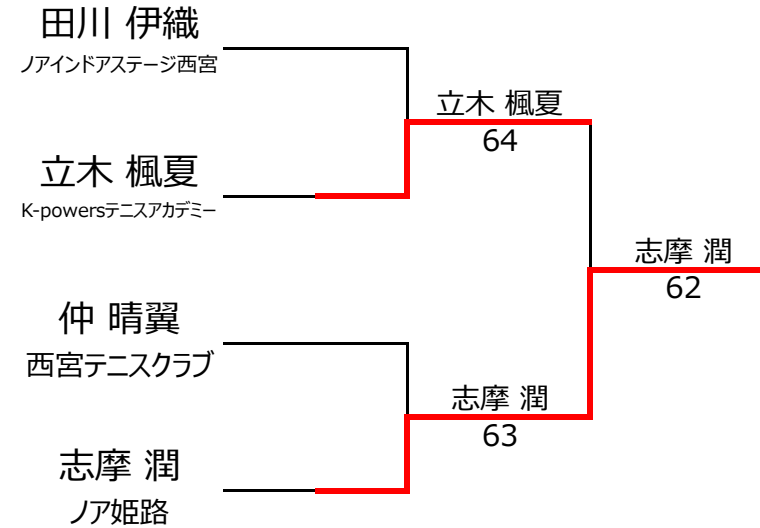 田川 伊織
ノアインドアステージ西宮
立木 楓夏
64
立木 楓夏
K-powersテニスアカデミー
志摩 潤
62
仲 晴翼
西宮テニスクラブ
志摩 潤
63
志摩 潤
ノア姫路